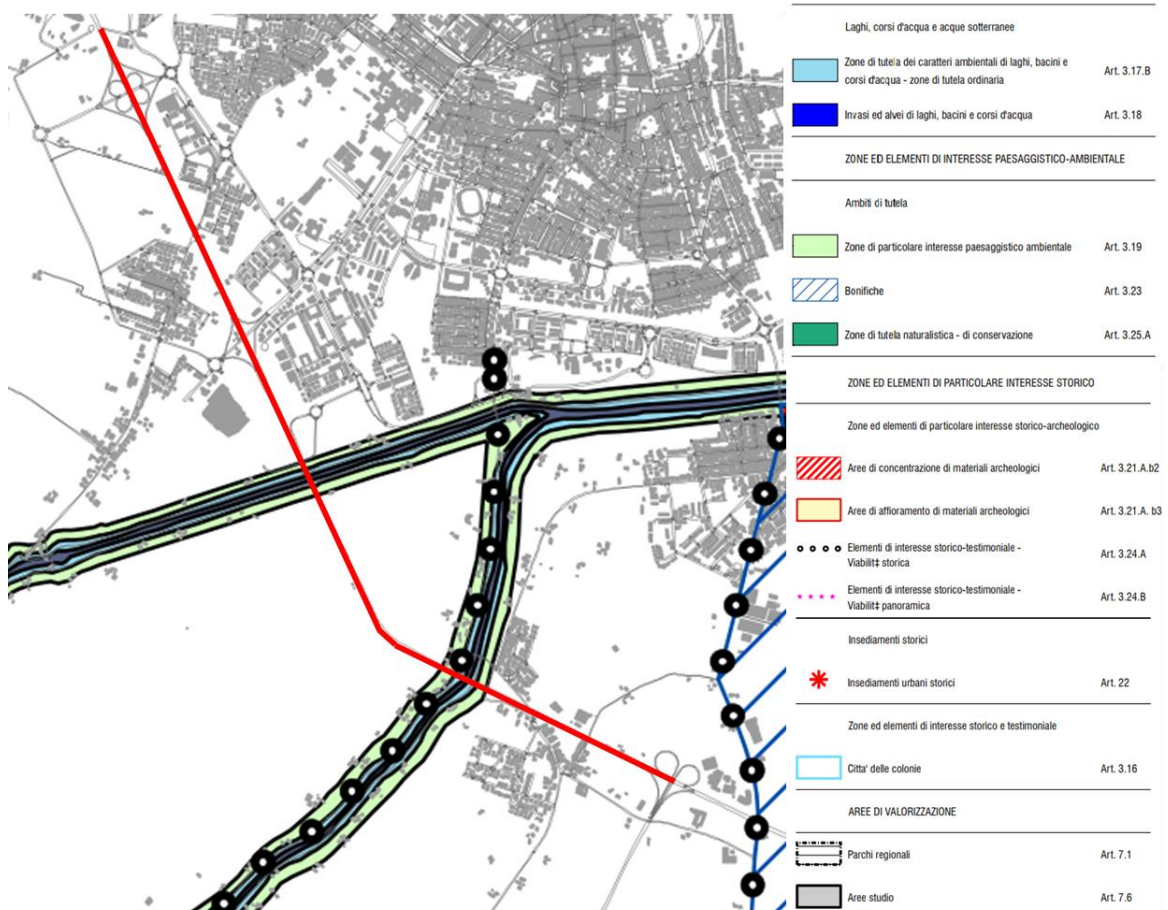 Laghi, corsi d'acqua e acque sotterranee
Zone di tutela dei caratteri ambientali di laghi, bacini e
corsi d'acqua - zone di tutela ordinaria
Art. 3.17.B
Invasi ed alvei di laghi, bacini e corsi d'acqua
Art. 3.18
ZONE ED ELEMENTI DI INTERESSE PAESAGGISTICO-AMBIENTALE
Ambiti di tutela
Zone di particolare interesse paesaggistico ambientale
Art. 3.19
Bonifiche
Art. 3.23
Zone di tutela naturalistica - di conservazione
Art. 3.25.A
ZONE ED ELEMENTI DI PARTICOLARE INTERESSE STORICO
Zone ed elementi di particolare interesse storico-archeologico
Aree di concentrazione di materiali archeologici
Art. 3.21.A.b2
Aree di affioramento di materiali archeologici
Art. 3.21.A. b3
Elementi di interesse storico-testimoniale -
Viabilit‡ storica
Art. 3.24.A
Elementi di interesse storico-testimoniale -
Viabilit‡ panoramica
Art. 3.24.B
Insediamenti storici
Insediamenti urbani storici
Art. 22
Zone ed elementi di interesse storico e testimoniale
Citta' delle colonie
Art. 3.16
AREE DI VALORIZZAZIONE
Parchi regionali
Art. 7.1
Aree studio
Art. 7.6